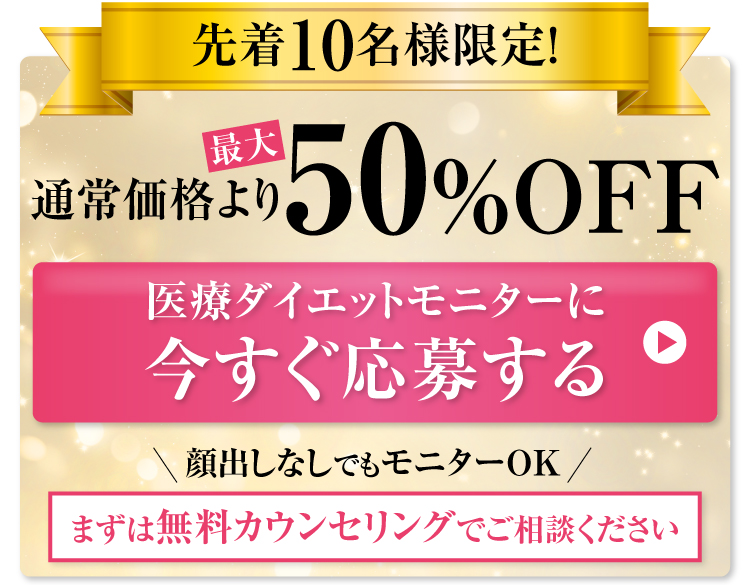 先着10名様限定!
最大
通常価格より50%OFF
医療ダイエットモニターに
今すぐ応募する
\ 顔出しなしでもモニターOK /
まずは無料カウンセリングでご相談ください